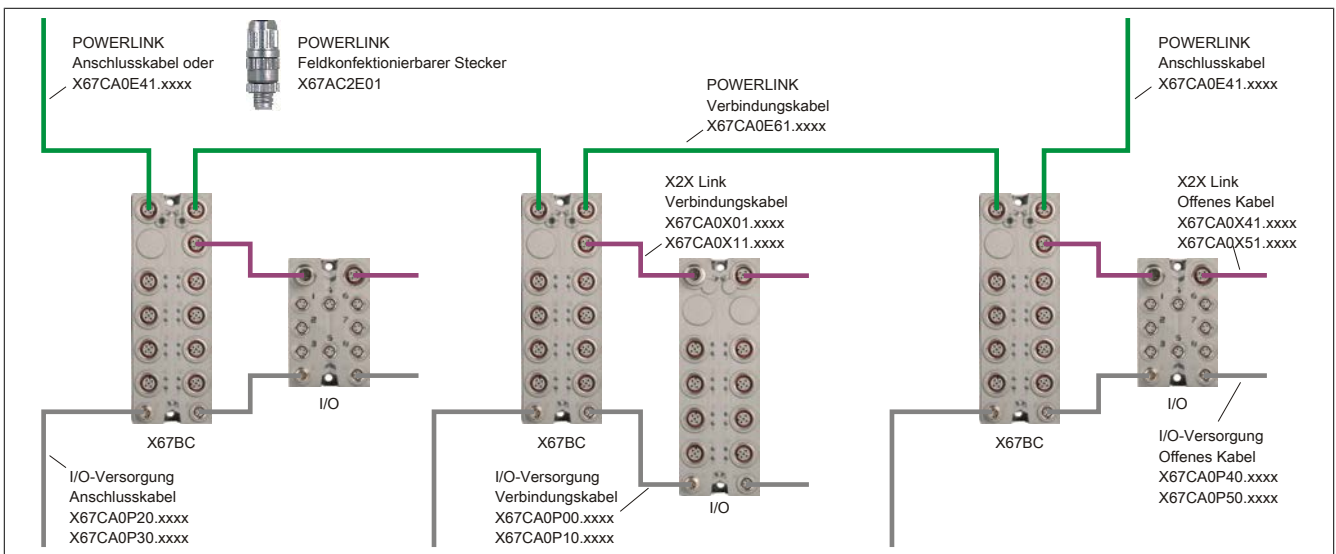 POWERLINK
Anschlusskabel oder
X67CA0E41.xxxx
POWERLINK
Feldkonfektionierbarer Stecker
X67AC2E01
POWERLINK
Verbindungskabel
X67CA0E61.xxxx
POWERLINK
Anschlusskabel
X67CA0E41.xxxx
X2X Link
Verbindungskabel
X67CA0X01.xxxx
X67CA0X11.xxxx
X2X Link
Offenes Kabel
X67CA0X41.xxxx
X67CA0X51.xxxx
I/O
X67BC
I/O-Versorgung
Anschlusskabel
X67CA0P20.xxxx
X67CA0P30.xxxx
X67BC
I/O
I/O-Versorgung
Verbindungskabel
X67CA0P00.xxxx
X67CA0P10.xxxx
X67BC
I/O
I/O-Versorgung
Offenes Kabel
X67CA0P40.xxxx
X67CA0P50.xxxx